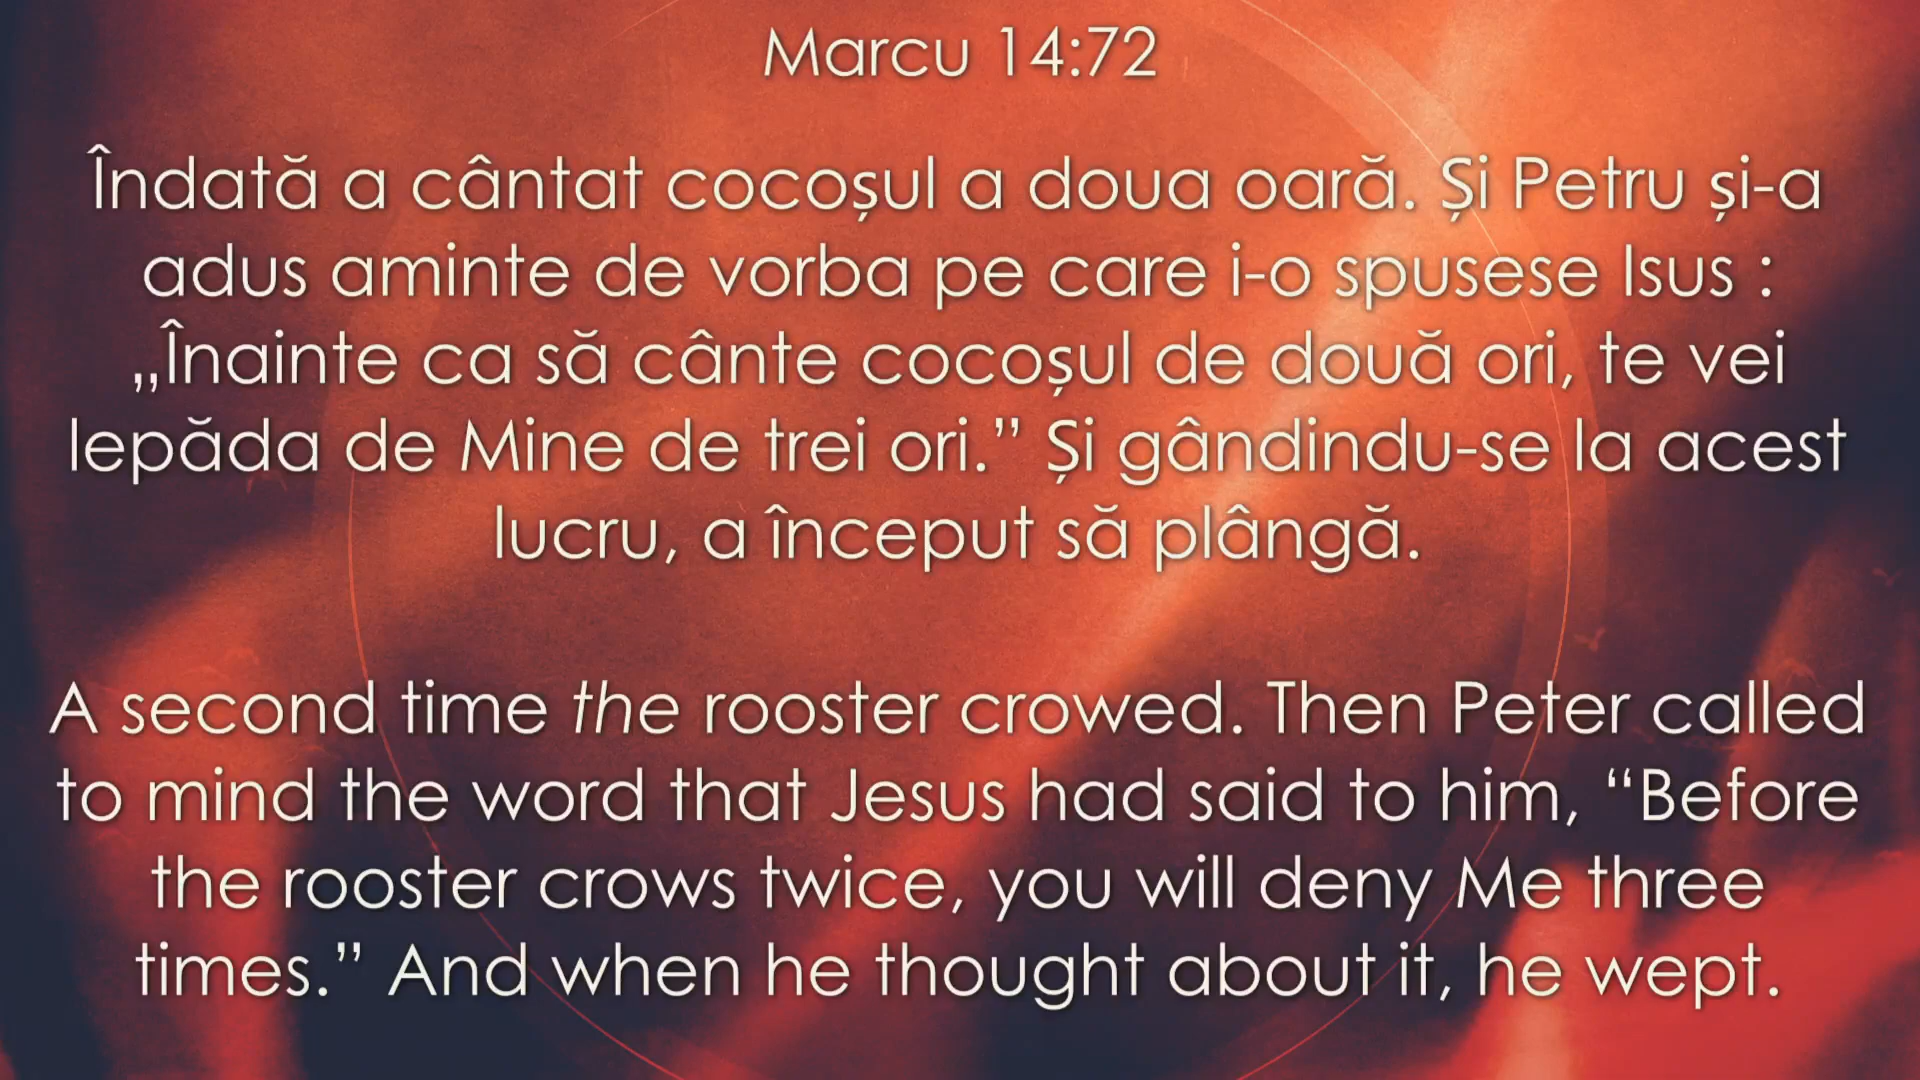 Marcu 14:72
Îndată a cântat cocoșul a doua oară. Și Petru și-a
adus aminte de vorba pe care i-o spusese Isus :
„Înainte ca să cânte cocoșul de două ori, te vei
lepăda de Mine de trei ori.” Și gândindu-se la acest
lucru, a început să plângă.
A second time the rooster crowed. Then Peter called
to mind the word that Jesus had said to him, “Before
the rooster crows twice, you will deny Me three
times.” And when he thought about it, he wept.